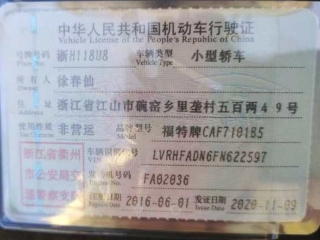 中华人民共和国机动车行驶证
Vehicle License of the People's Republic of China
号牌号码 浙H118U8 车辆类型 Vehicle Type 小型轿车
所有人 徐春仙
住址 浙江省江山市碗窑乡里垄村五百两49号
使用性质 非营运 品牌型号 福特牌CAF7101B5
浙江省衢州 车辆识别代号 VIN LVRHFADN6FN622597
市公安局交 发动机号码 FA02036
通警察支队 注册日期 2016-06-01 发证日期 Issue Date 2020-11-09